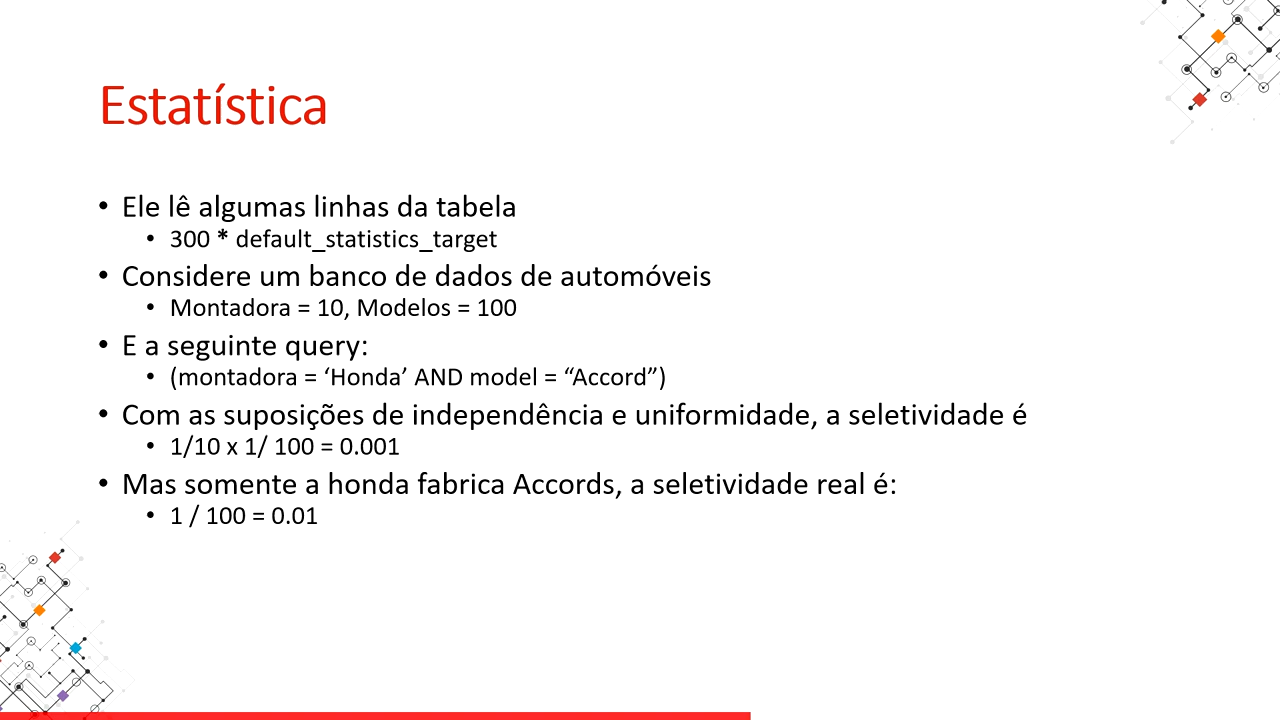 Estatística
• Ele lê algumas linhas da tabela
• 300 * default_statistics_target
• Considere um banco de dados de automóveis
• Montadora = 10, Modelos = 100
• E a seguinte query:
• (montadora = ‘Honda’ AND model = “Accord”)
• Com as suposições de independência e uniformidade, a seletividade é
• 1/10 x 1/ 100 = 0.001
• Mas somente a honda fabrica Accords, a seletividade real é:
• 1 / 100 = 0.01